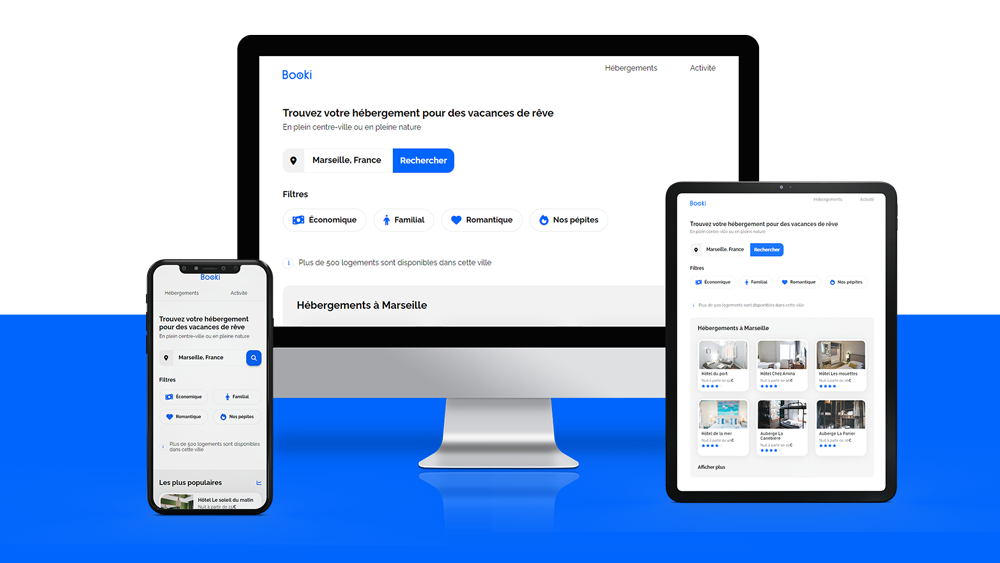 Booki
Hébergements
Activité
Trouvez votre hébergement pour des vacances de rêve
En plein centre-ville ou en pleine nature
Marseille, France
Rechercher
Filtres
Économique
Familial
Romantique
Nos pépites
Plus de 500 logements sont disponibles dans cette ville
Hébergements à Marseille
Booki
Hébergements
Activité
Trouvez votre hébergement
pour des vacances de rêve
En plein centre-ville ou en pleine nature
Marseille, France
Filtres
Économique
Familial
Romantique
Nos pépites
Plus de 500 logements sont disponibles
dans cette ville
Les plus populaires
Hôtel Le soleil du matin
Nuit à partir de
Booki
Hébergements
Activité
Trouvez votre hébergement pour des vacances de rêve
En plein centre-ville ou en pleine nature
Marseille, France
Rechercher
Filtres
Économique
Familial
Romantique
Nos pépites
Plus de 500 logements sont disponibles dans cette ville
Hébergements à Marseille
Hôtel du port
Nuit à partir de
Hôtel Chez Amina
Nuit à partir de
Hôtel Les mouettes
Nuit à partir de
Hôtel de la mer
Nuit à partir de
Auberge La
Canebière
Nuit à partir de
Auberge Le Panier
Nuit à partir de
Afficher plus